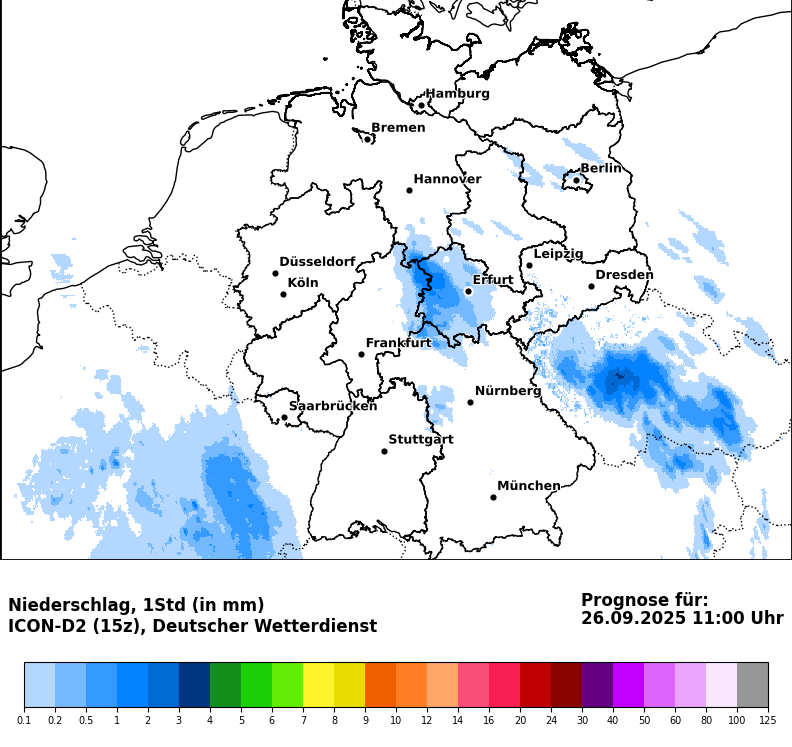 Hamburg
Bremen
Berlin
Hannover
Leipzig
Düsseldorf
Dresden
Köln
Erfurt
Frankfurt
Nürnberg
Saarbrücken
Stuttgart
München
Niederschlag, 1Std (in mm)
ICON-D2 (15z), Deutscher Wetterdienst
Prognose für:
26.09.2025 11:00 Uhr
0.1 0.2 0.5 1 2 3 4 5 6 7 8 9 10 12 14 16 20 24 30 40 50 60 80 100 125